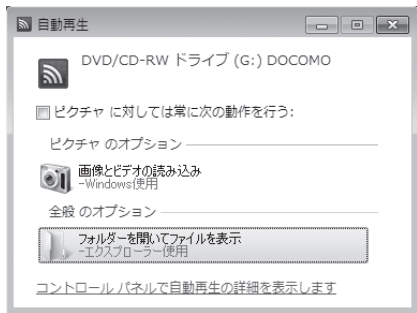 自動再生
DVD/CD-RW ドライブ (G:) DOCOMO
ピクチャ に対しては常に次の動作を行う:
ピクチャ のオプション
画像とビデオの読み込み
-Windows使用
全般 のオプション
フォルダーを開いてファイルを表示
-エクスプローラー使用
コントロール パネルで自動再生の詳細を表示します